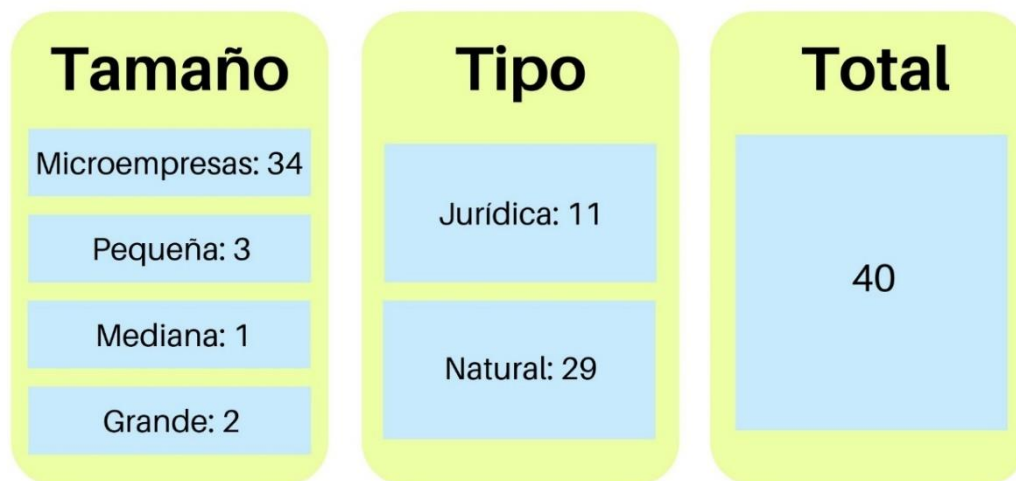 Tamaño
Microempresas: 34
Pequeña: 3
Mediana: 1
Grande: 2
Tipo
Jurídica: 11
Natural: 29
Total
40